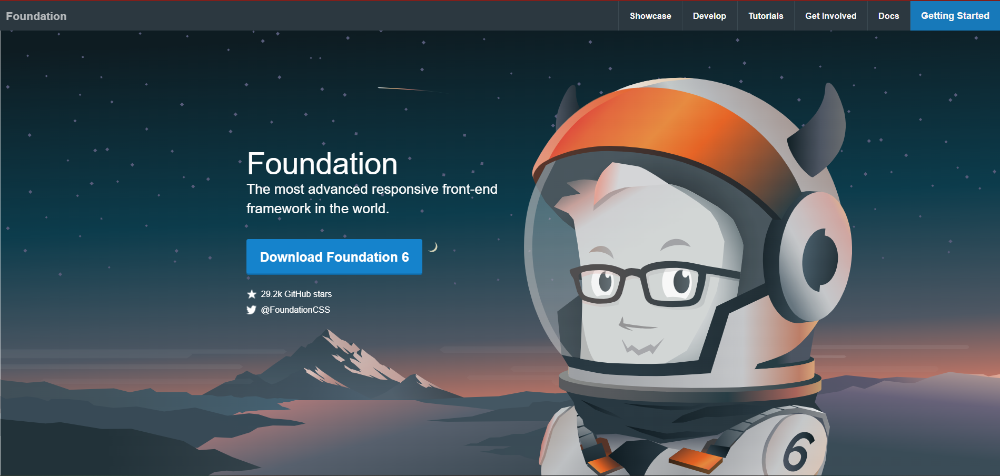 Foundation
Showcase
Develop
Tutorials
Get Involved
Docs
Getting Started
Foundation
The most advanced responsive front-end
framework in the world.
Download Foundation 6
29.2k GitHub stars
@FoundationCSS
6